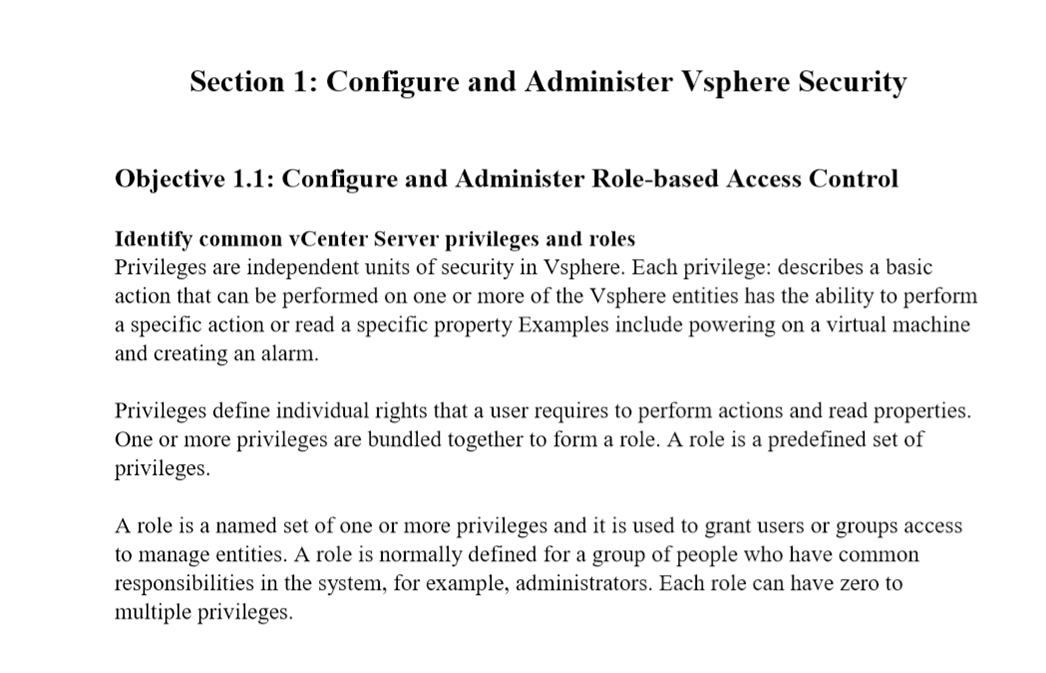 Section 1: Configure and Administer Vsphere Security
Objective 1.1: Configure and Administer Role-based Access Control
Identify common vCenter Server privileges and roles
Privileges are independent units of security in Vsphere. Each privilege: describes a basic
action that can be performed on one or more of the Vsphere entities has the ability to perform
a specific action or read a specific property Examples include powering on a virtual machine
and creating an alarm.
Privileges define individual rights that a user requires to perform actions and read properties.
One or more privileges are bundled together to form a role. A role is a predefined set of
privileges.
A role is a named set of one or more privileges and it is used to grant users or groups access
to manage entities. A role is normally defined for a group of people who have common
responsibilities in the system, for example, administrators. Each role can have zero to
multiple privileges.